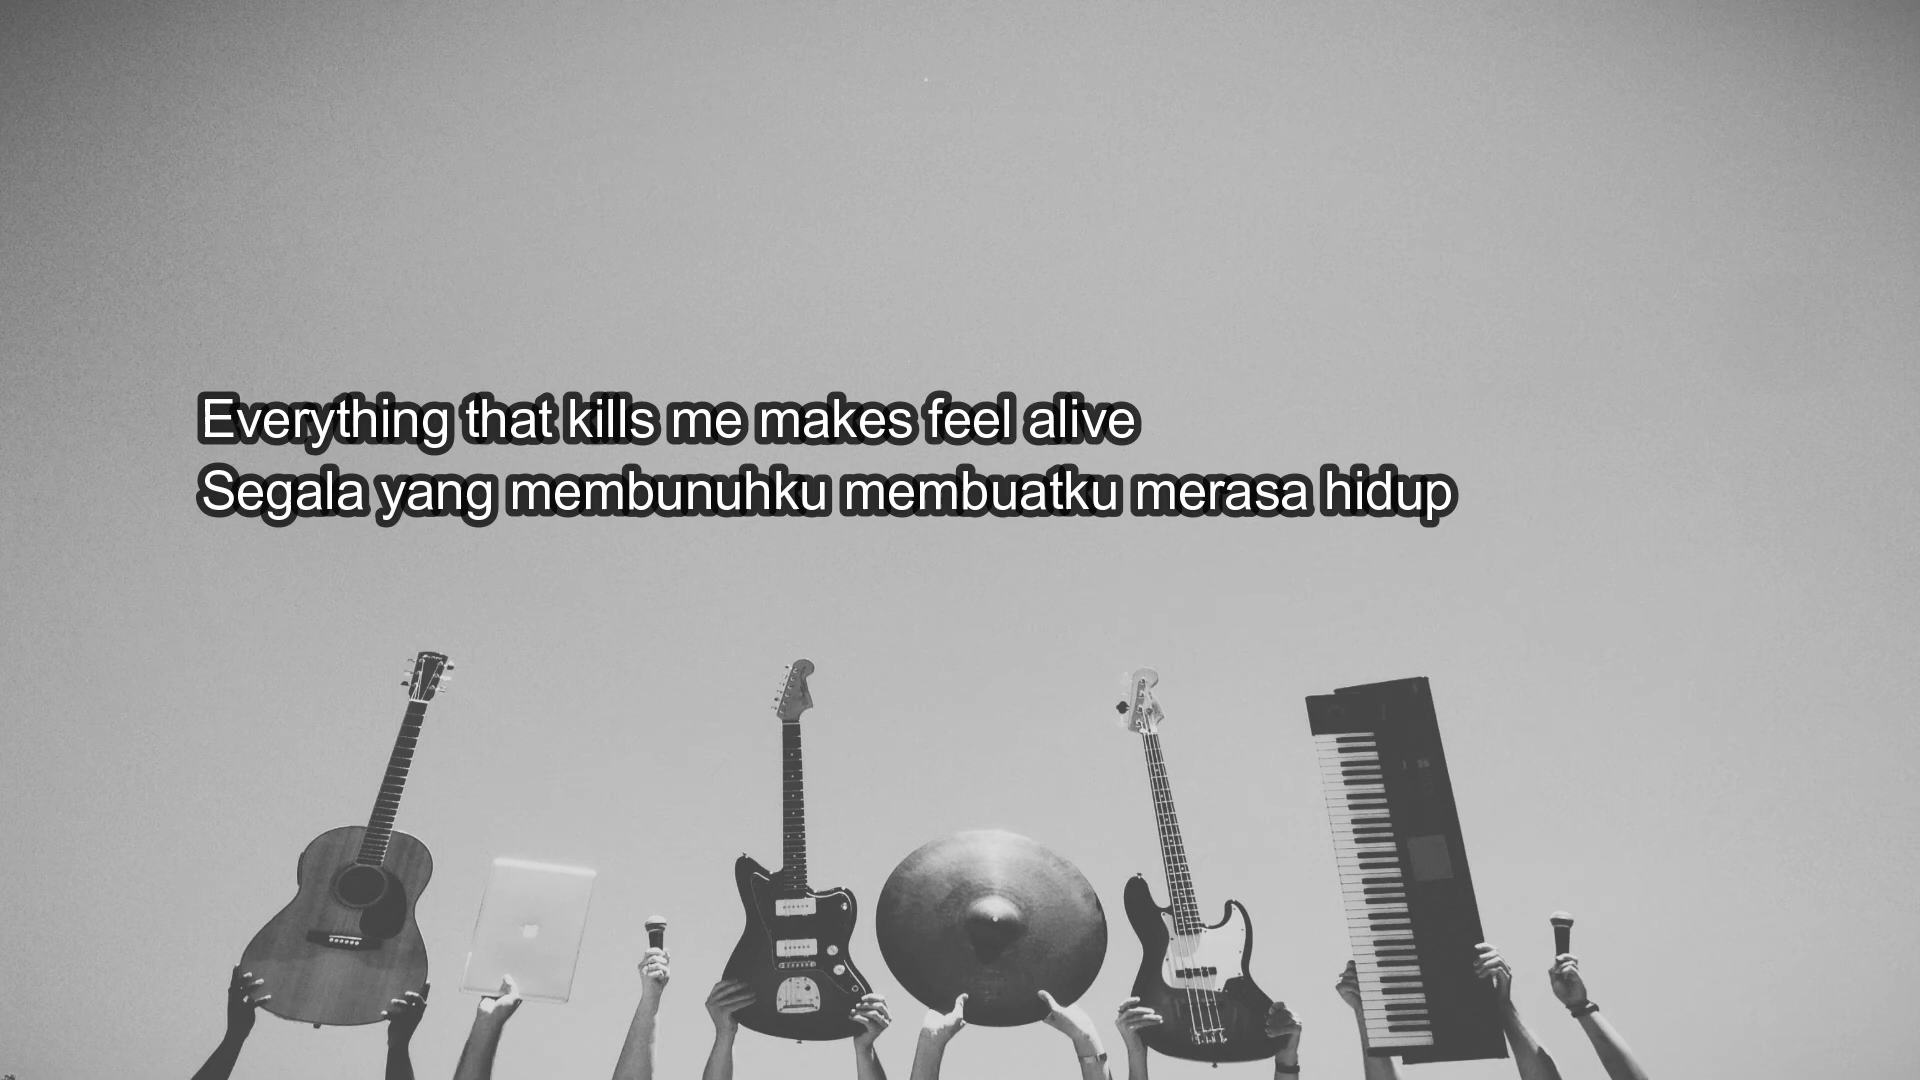 Everything that kills me makes feel alive
Segala yang membunuhku membuatku merasa hidup